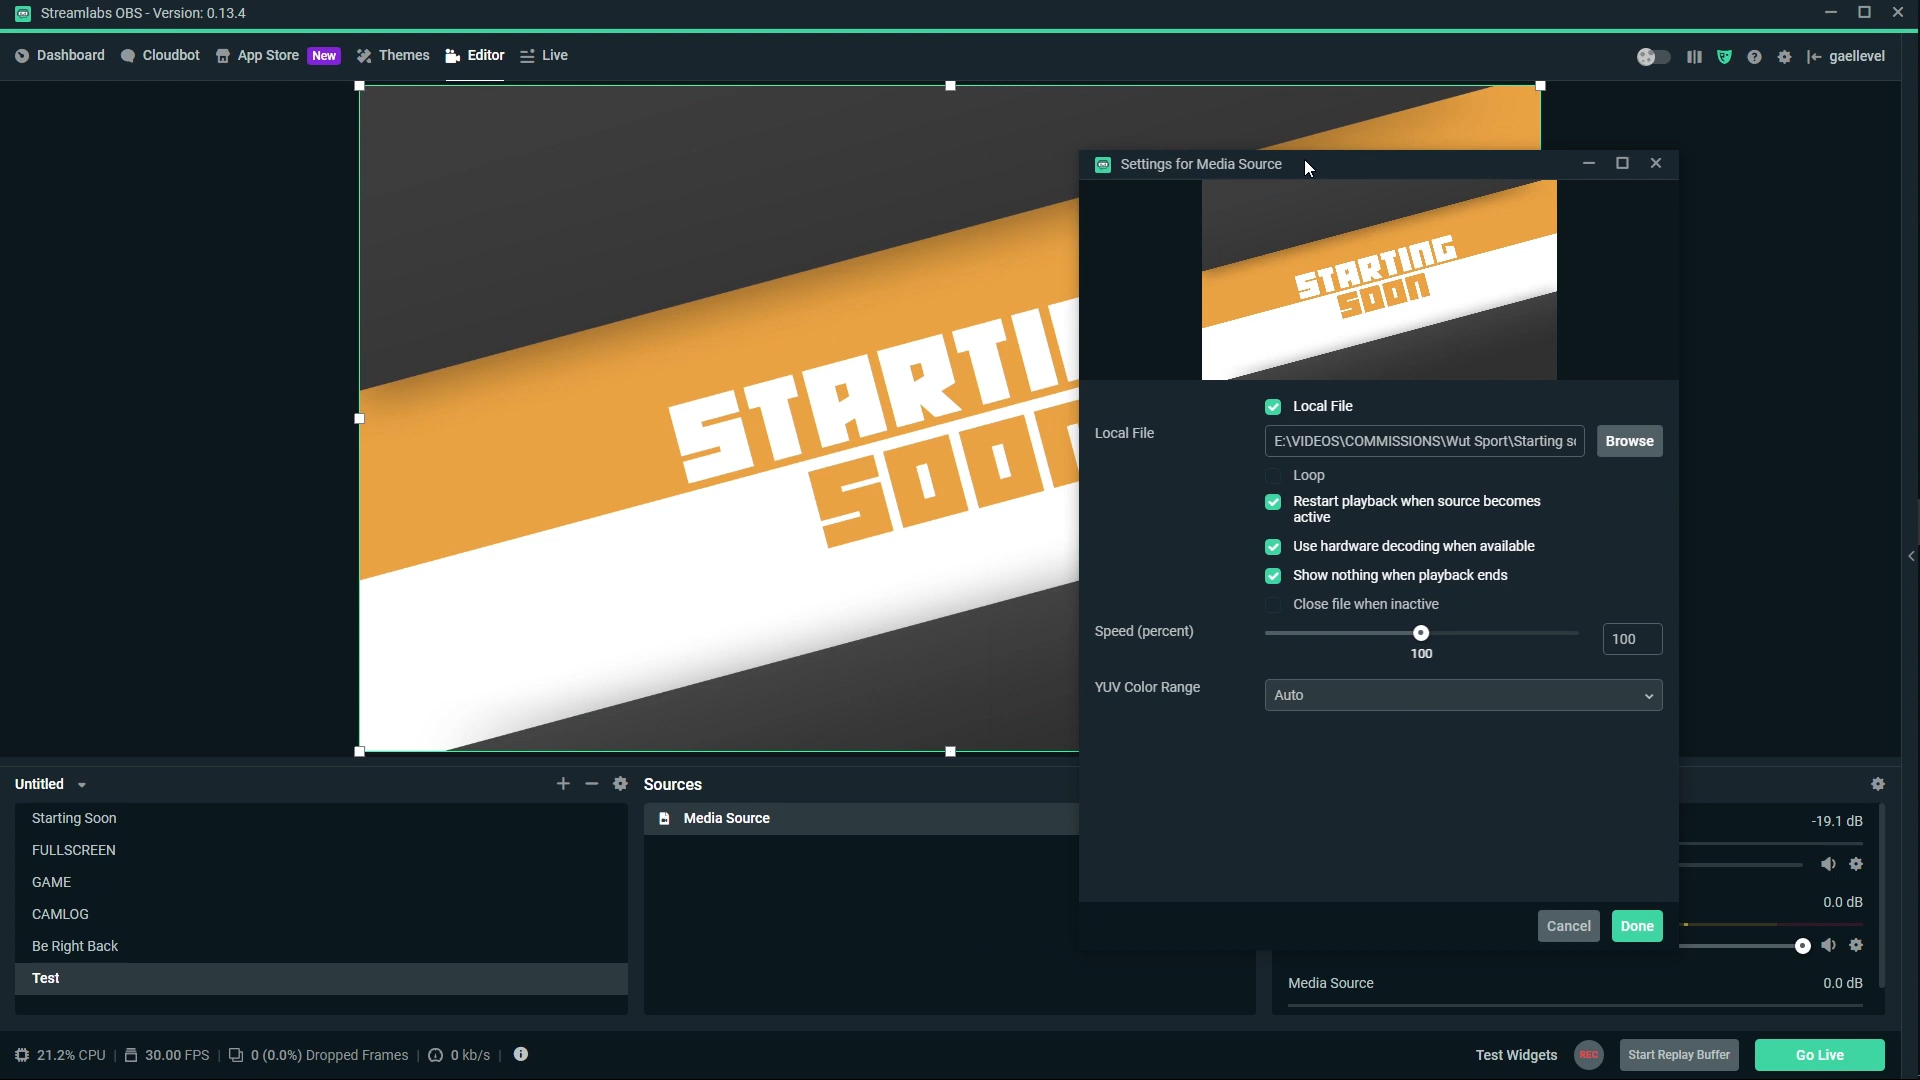 Streamlabs OBS - Version: 0.13.4
Dashboard
Cloudbot
App Store
New
Themes
Editor
Live
gaellevel
STARTI
SOO
Settings for Media Source
STARTING
SOON
Local File
Local File
E:\VIDEOS\COMMISSIONS\Wut Sport\Starting s
Browse
Loop
Restart playback when source becomes
active
Use hardware decoding when available
Show nothing when playback ends
Close file when inactive
Speed (percent)
100
100
YUV Color Range
Auto
Cancel
Done
Untitled
Starting Soon
FULLSCREEN
GAME
CAMLOG
Be Right Back
Test
Sources
Media Source
-19.1 dB
0.0 dB
Media Source
0.0 dB
21.2% CPU
30.00 FPS
0 (0.0%) Dropped Frames
0 kb/s
Test Widgets
REC
Start Replay Buffer
Go Live